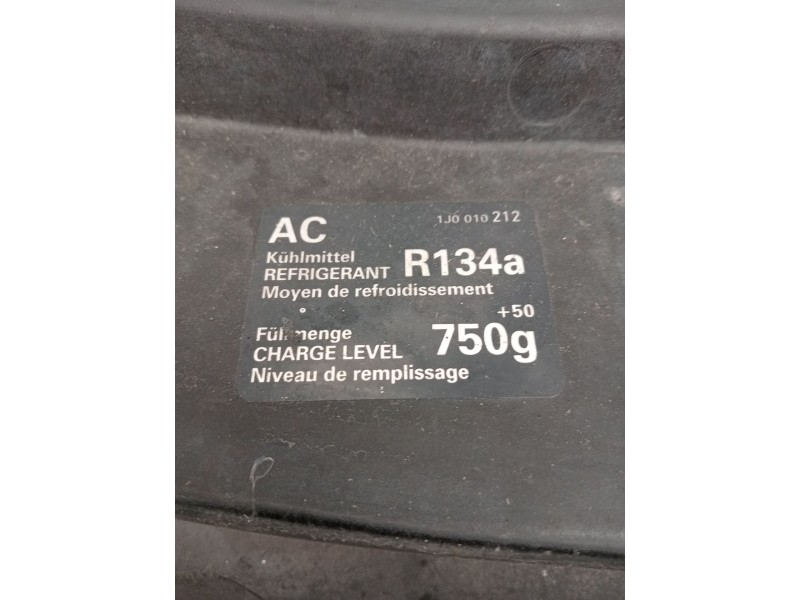 AC 1J0 010 212
Kühlmittel
REFRIGERANT R134a
Moyen de refroidissement
+50
Füllmenge
CHARGE LEVEL 750g
Niveau de remplissage